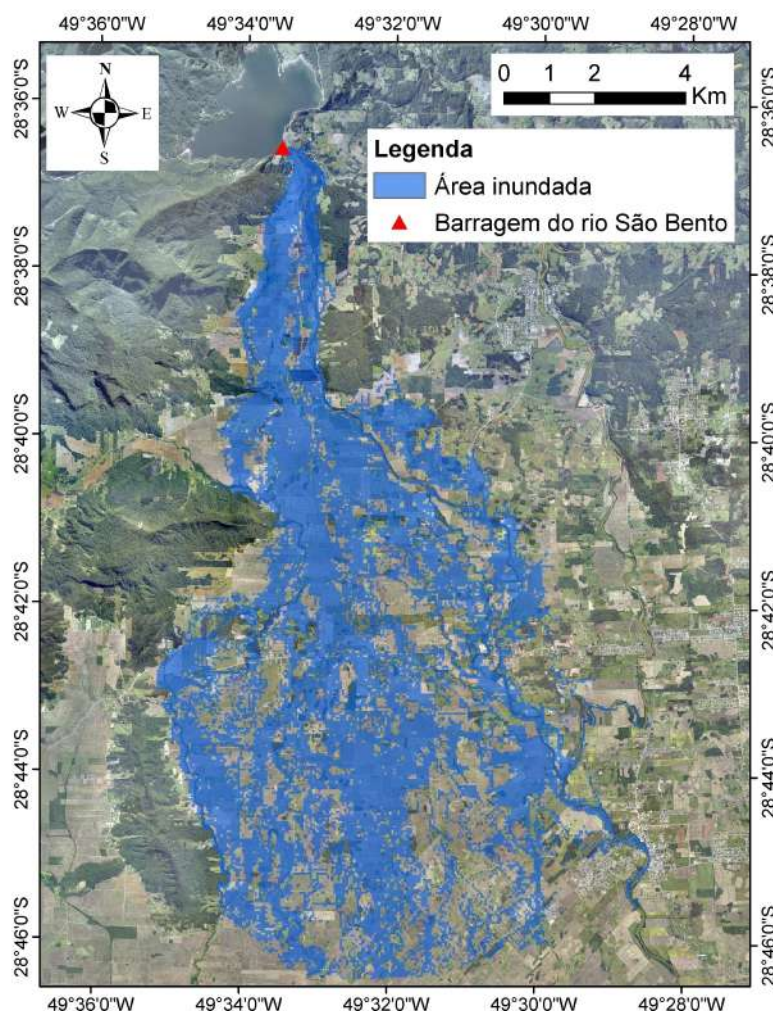 49°36'0"W 49°34'0"W 49°32'0"W 49°30'0"W 49°28'0"W
N
W E
S
0 1 2 4
Km
Legenda
Área inundada
Barragem do rio São Bento
28°36'0"S 28°36'0"S
28°38'0"S 28°38'0"S
28°40'0"S 28°40'0"S
28°42'0"S 28°42'0"S
28°44'0"S 28°44'0"S
28°46'0"S 28°46'0"S
49°36'0"W 49°34'0"W 49°32'0"W 49°30'0"W 49°28'0"W